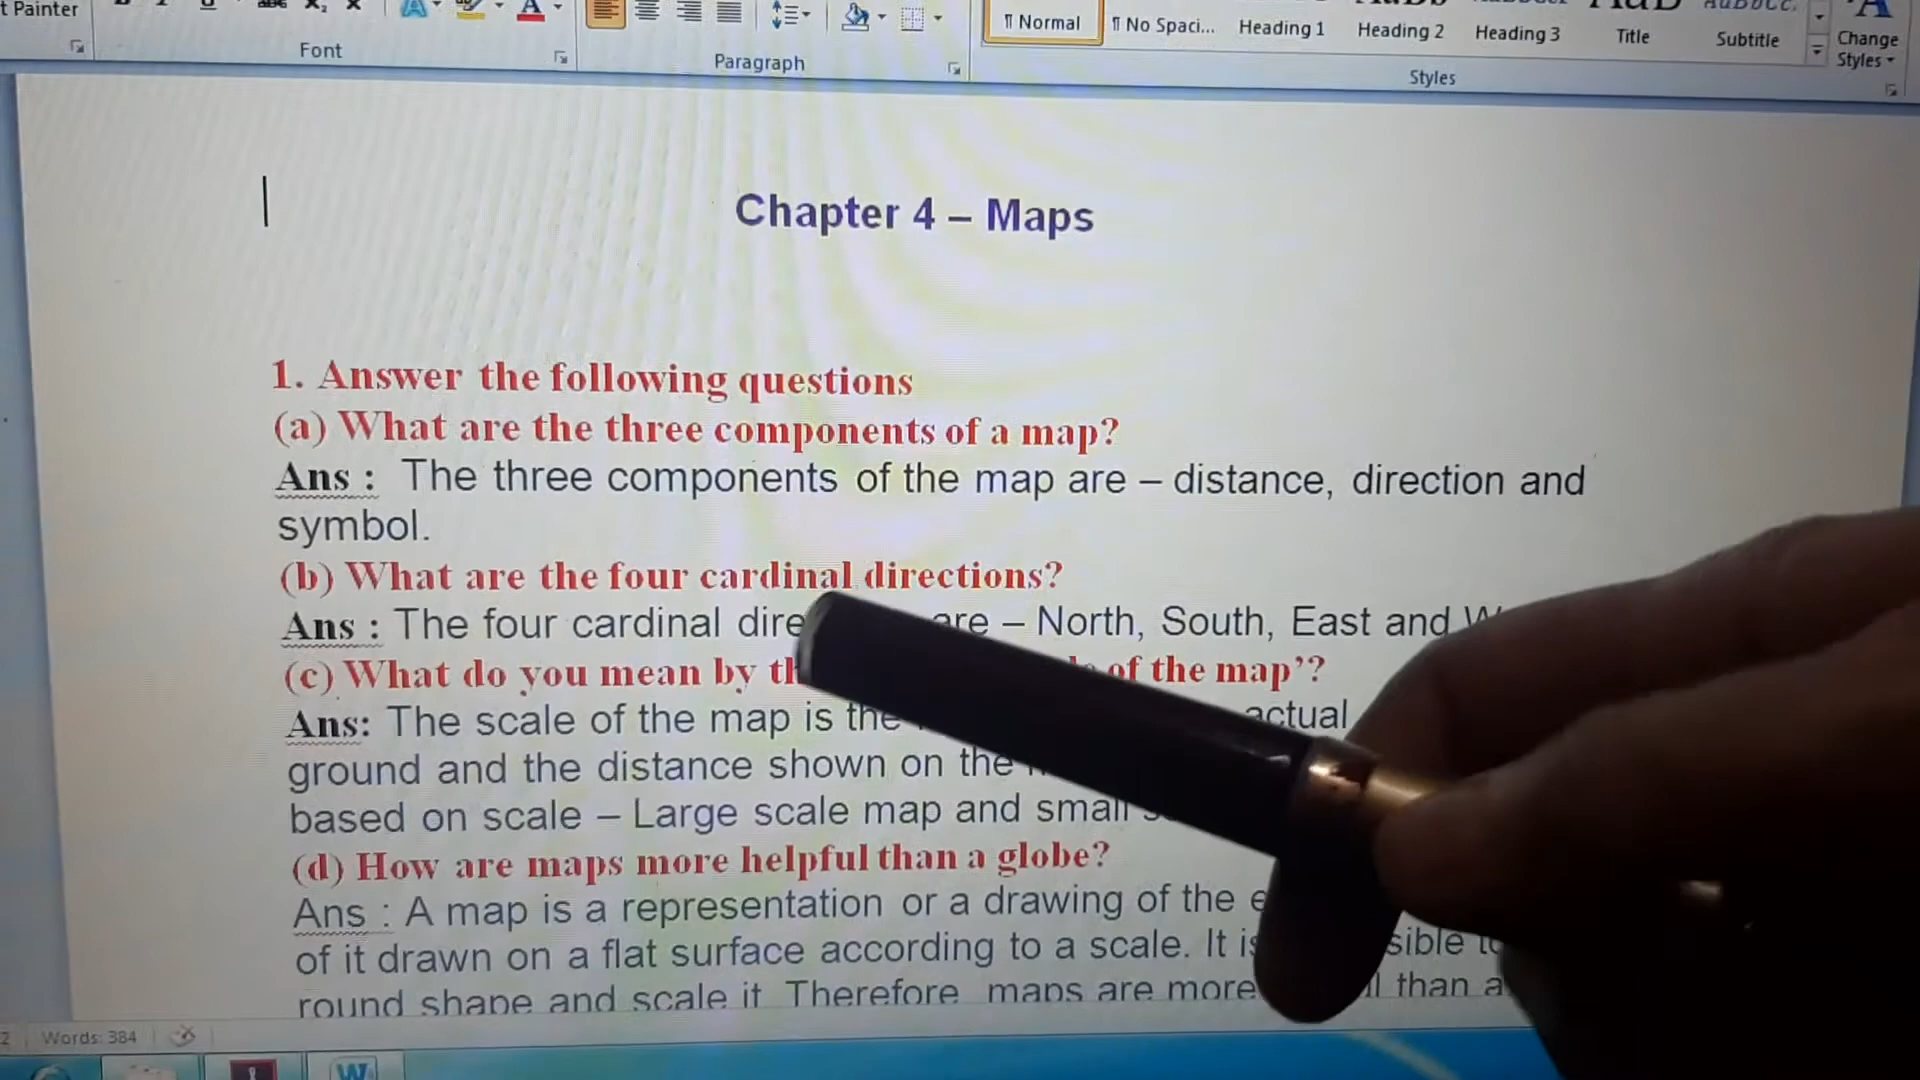 t Painter
Font
Paragraph
Normal
No Spaci...
Heading 1
Heading 2
Heading 3
Title
Subtitle
Change
Styles
Styles
Chapter 4 – Maps
1. Answer the following questions
(a) What are the three components of a map?
Ans : The three components of the map are – distance, direction and
symbol.
(b) What are the four cardinal directions?
Ans : The four cardinal dire are – North, South, East and
(c) What do you mean by of the map’?
Ans: The scale of the map is the actual
ground and the distance shown on the
based on scale – Large scale map and small
(d) How are maps more helpful than a globe?
Ans : A map is a representation or a drawing of the
of it drawn on a flat surface according to a scale. It
round shape and scale it Therefore maps are more than a
2
Words: 384
W